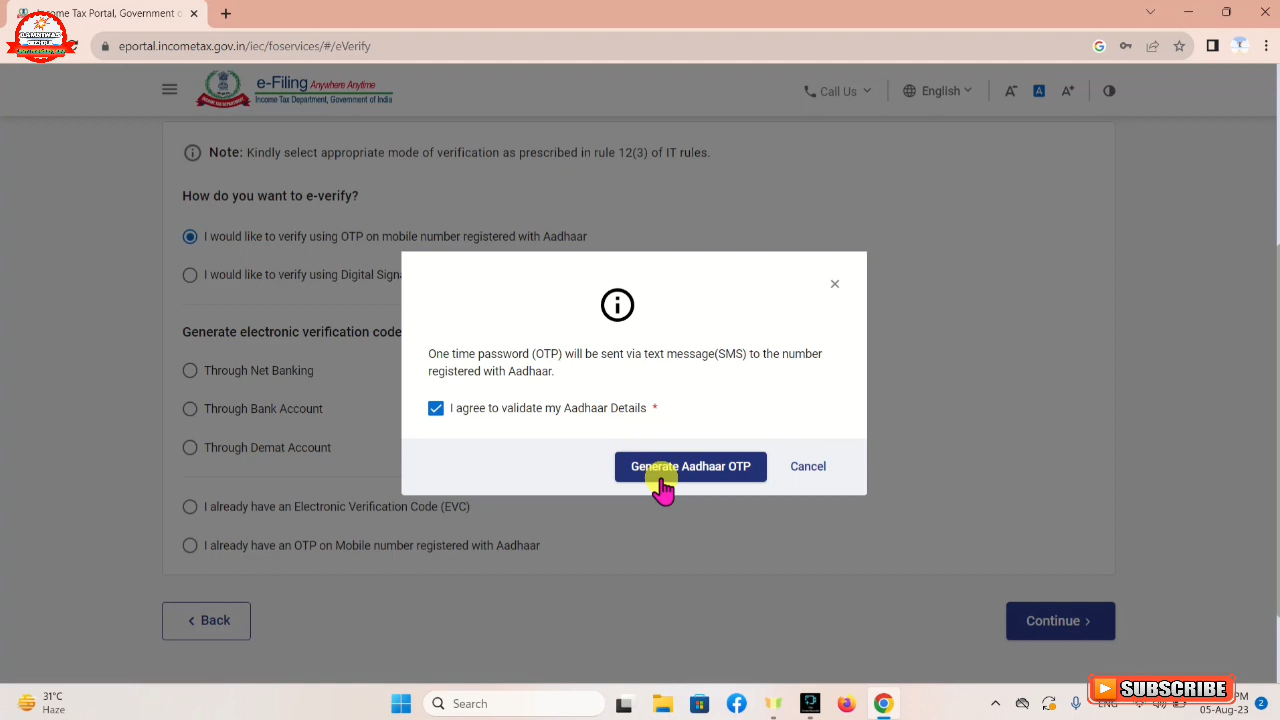 Income Tax Portal, Government o
eportal.incometax.gov.in/iec/foservices/#/eVerify
e-Filing Anywhere Anytime
Income Tax Department, Government of India
Call Us
English
A-
A
A+
Note: Kindly select appropriate mode of verification as prescribed in rule 12(3) of IT rules.
How do you want to e-verify?
I would like to verify using OTP on mobile number registered with Aadhaar
I would like to verify using Digital Signa
Generate electronic verification code
Through Net Banking
Through Bank Account
Through Demat Account
I already have an Electronic Verification Code (EVC)
I already have an OTP on Mobile number registered with Aadhaar
One time password (OTP) will be sent via text message(SMS) to the number
registered with Aadhaar.
I agree to validate my Aadhaar Details *
Generate Aadhaar OTP
Cancel
Back
Continue
31°C
Haze
Search
SUBSCRIBE
ENG
PM
05-Aug-23
2